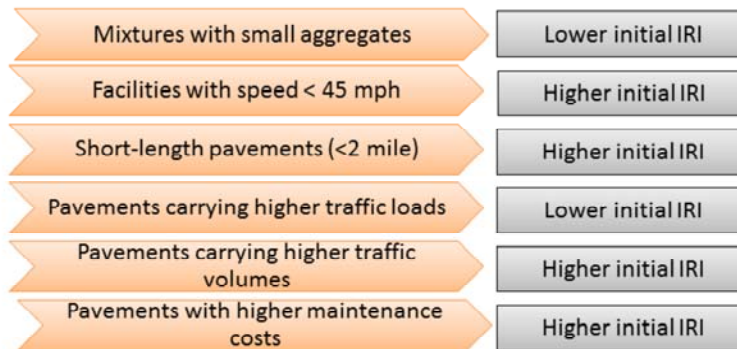 Mixtures with small aggregates
Lower initial IRI
Facilities with speed < 45 mph
Higher initial IRI
Short-length pavements (<2 mile)
Higher initial IRI
Pavements carrying higher traffic loads
Lower initial IRI
Pavements carrying higher traffic
volumes
Higher initial IRI
Pavements with higher maintenance
costs
Higher initial IRI